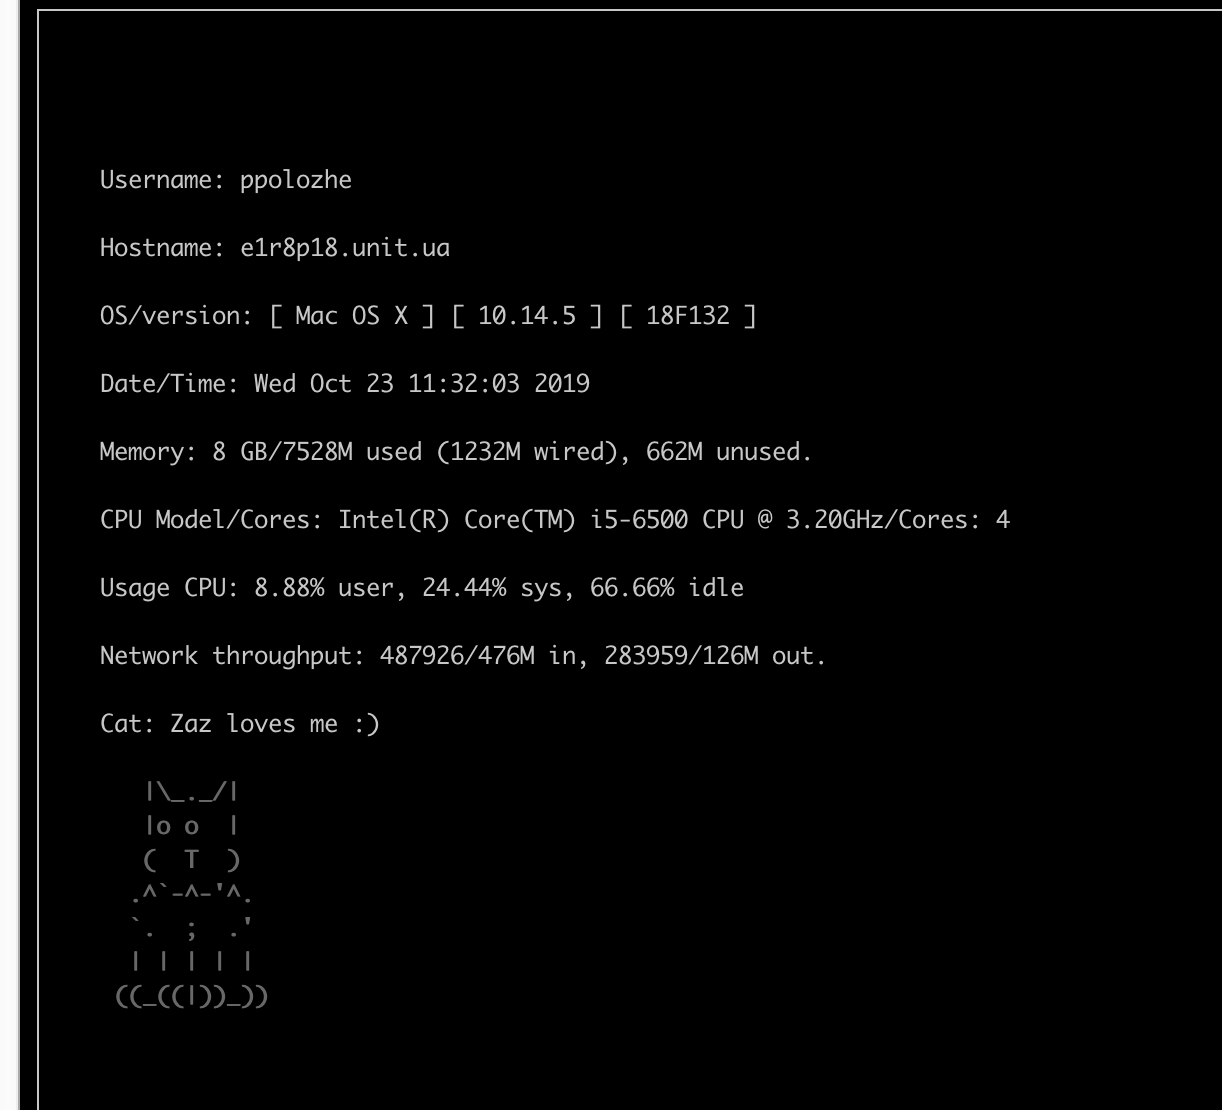 Username: ppolozhe
Hostname: e1r8p18.unit.ua
OS/version: [ Mac OS X ] [ 10.14.5 ] [ 18F132 ]
Date/Time: Wed Oct 23 11:32:03 2019
Memory: 8 GB/7528M used (1232M wired), 662M unused.
CPU Model/Cores: Intel(R) Core(TM) i5-6500 CPU @ 3.20GHz/Cores: 4
Usage CPU: 8.88% user, 24.44% sys, 66.66% idle
Network throughput: 487926/476M in, 283959/126M out.
Cat: Zaz loves me :)
   |\_._/|
   |o o  |
   (  T  )
  .^`-^-'^.
  `.  ;  .'
  | | | | |
 ((_((|))_))